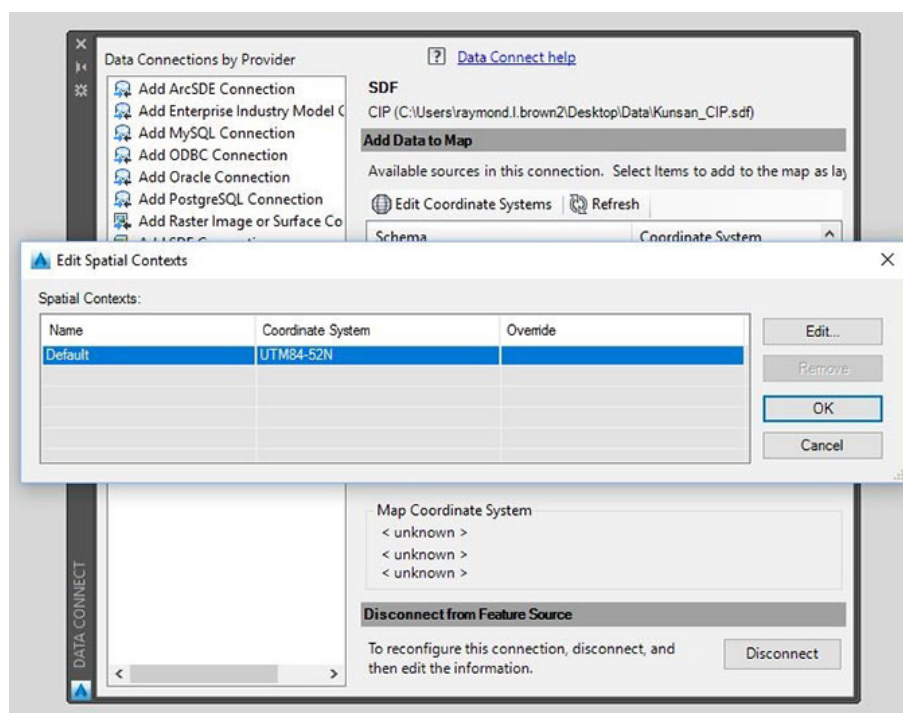 Data Connections by Provider
Add ArcSDE Connection
Add Enterprise Industry Model C
Add MySQL Connection
Add ODBC Connection
Add Oracle Connection
Add PostgreSQL Connection
Add Raster Image or Surface Co
? Data Connect help
SDF
CIP (C:\Users\raymond.l.brown2\Desktop\Data\Kunsan_CIP.sdf)
Add Data to Map
Available sources in this connection. Select Items to add to the map as lay
Edit Coordinate Systems Refresh
Schema Coordinate System
Edit Spatial Contexts
Spatial Contexts:
Name Coordinate System Override
Default UTM84-52N
Edit...
Remove
OK
Cancel
Map Coordinate System
< unknown >
< unknown >
< unknown >
Disconnect from Feature Source
To reconfigure this connection, disconnect, and
then edit the information.
Disconnect
DATA CONNECT